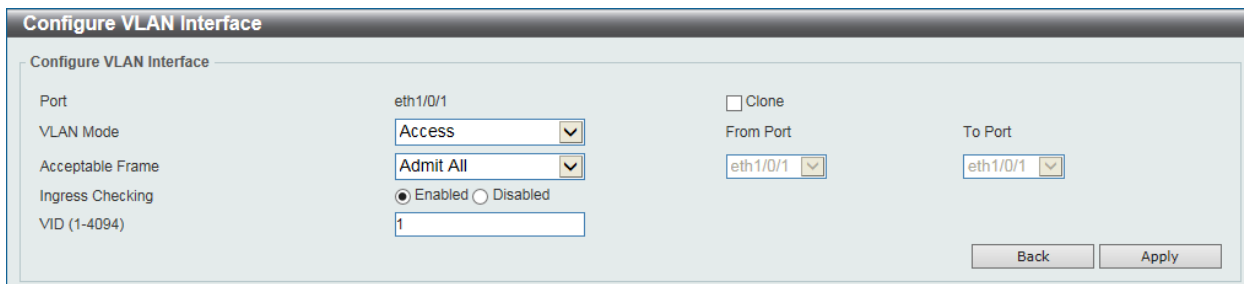 Configure VLAN Interface
Configure VLAN Interface
Port eth1/0/1 Clone
VLAN Mode Access From Port To Port
Acceptable Frame Admit All eth1/0/1 eth1/0/1
Ingress Checking Enabled Disabled
VID (1-4094) 1
Back Apply